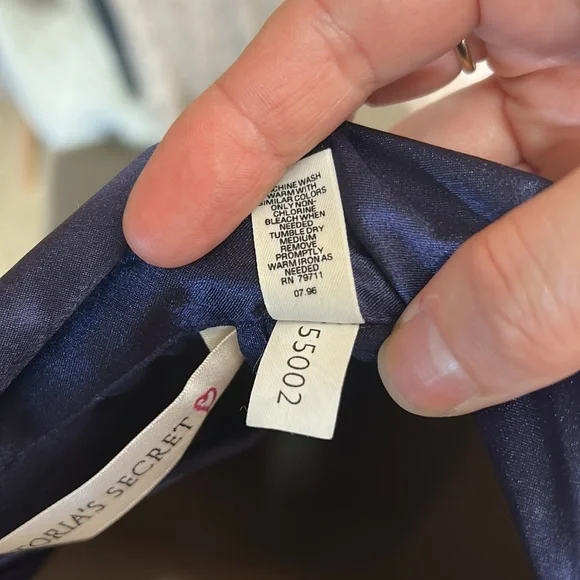 CHINE WASH
WARM WITH
SIMILAR COLORS
ONLY NON-
CHLORINE
BLEACH WHEN
NEEDED
TUMBLE DRY
MEDIUM
REMOVE
PROMPTLY
WARM IRON AS
NEEDED
RN 79711
07.96
55002
TORIA'S SECRET